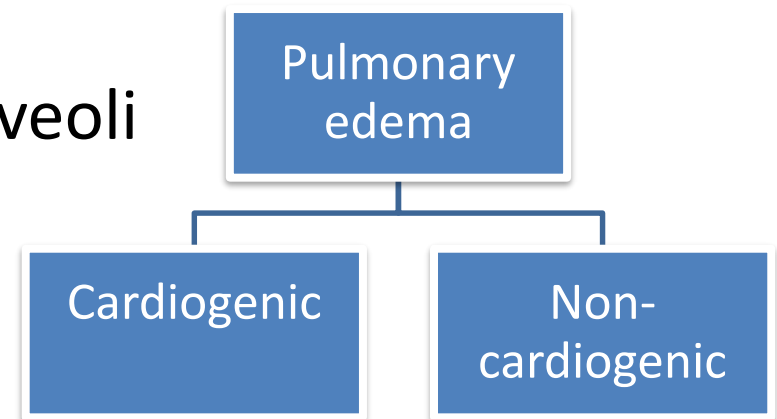 Pulmonary
edema
veoli
Cardiogenic
Non-
cardiogenic